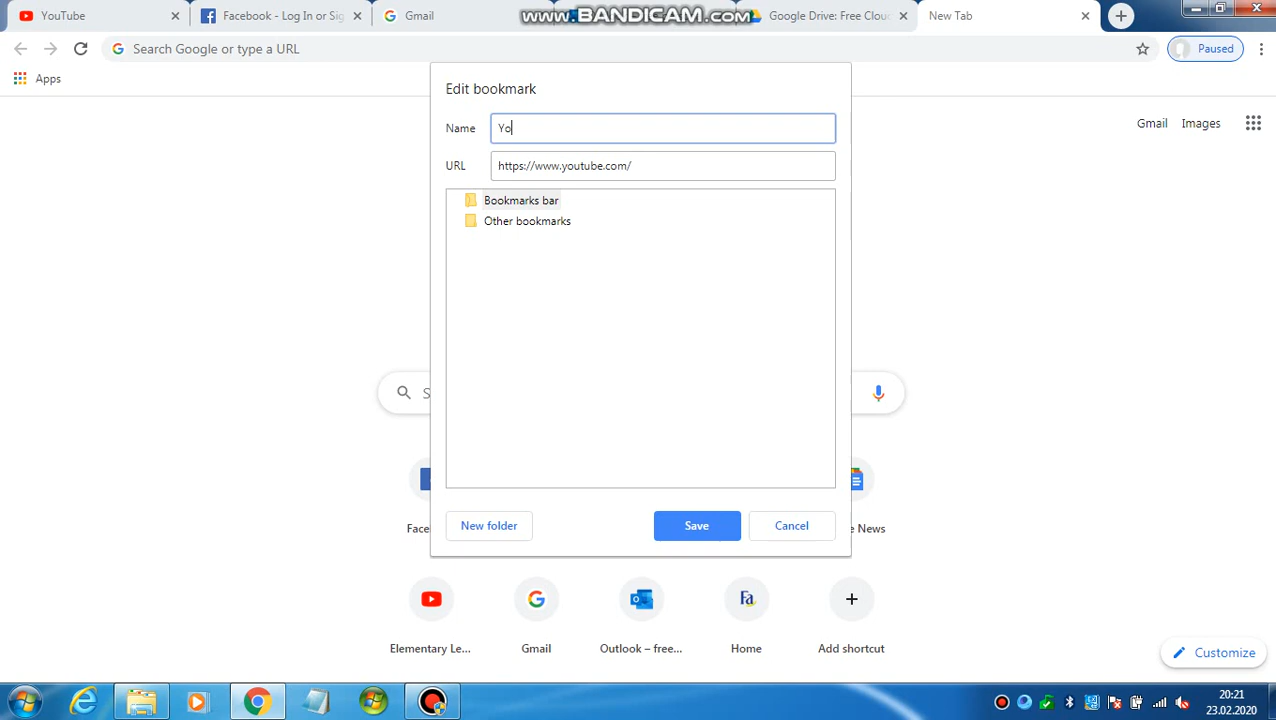 YouTube
Facebook - Log In or Sig
Gmail
www.BANDICAM.com
Google Drive: Free Clou
New Tab
Search Google or type a URL
Paused
Apps
Gmail
Images
Edit bookmark
Name
Yo
URL
https://www.youtube.com/
Bookmarks bar
Other bookmarks
New folder
Save
Cancel
S
Face
e News
Elementary Le...
Gmail
Outlook – free...
Home
Add shortcut
Customize
20:21
23.02.2020